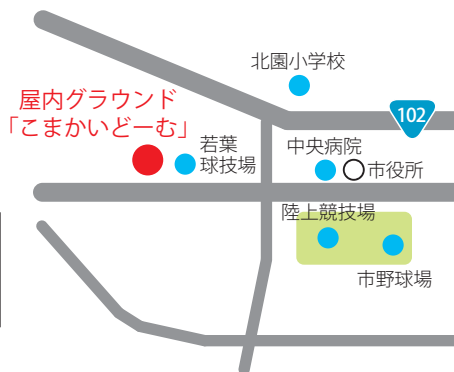 北園小学校
屋内グラウンド
「こまかいどーむ」
102
若葉
球技場
中央病院
市役所
陸上競技場
市野球場